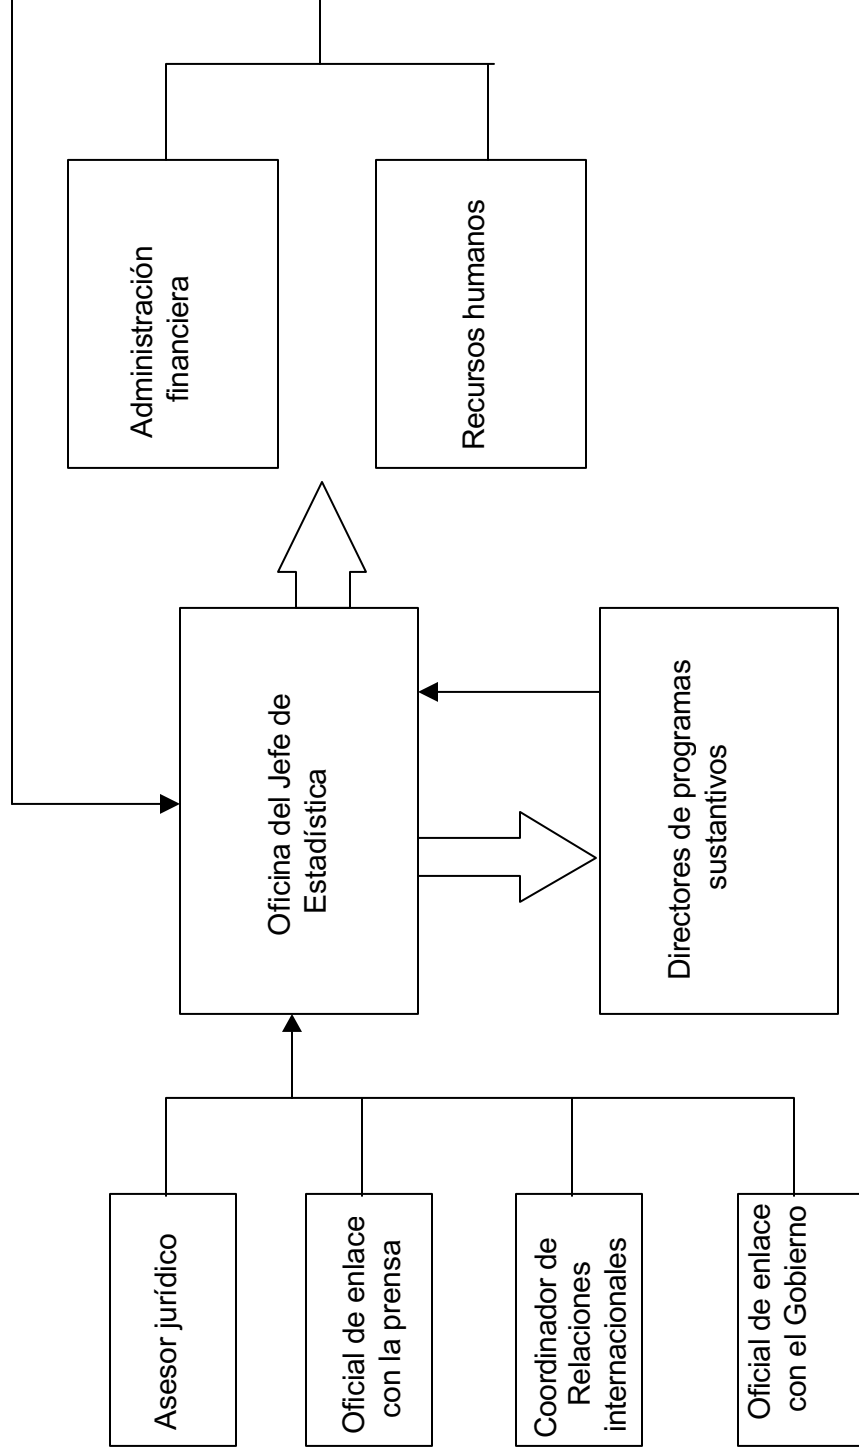 Asesor jurídico
Oficial de enlace
con la prensa
Coordinador de
Relaciones
internacionales
Oficial de enlace
con el Gobierno
Oficina del Jefe de
Estadística
Directores de programas
sustantivos
Administración
financiera
Recursos humanos